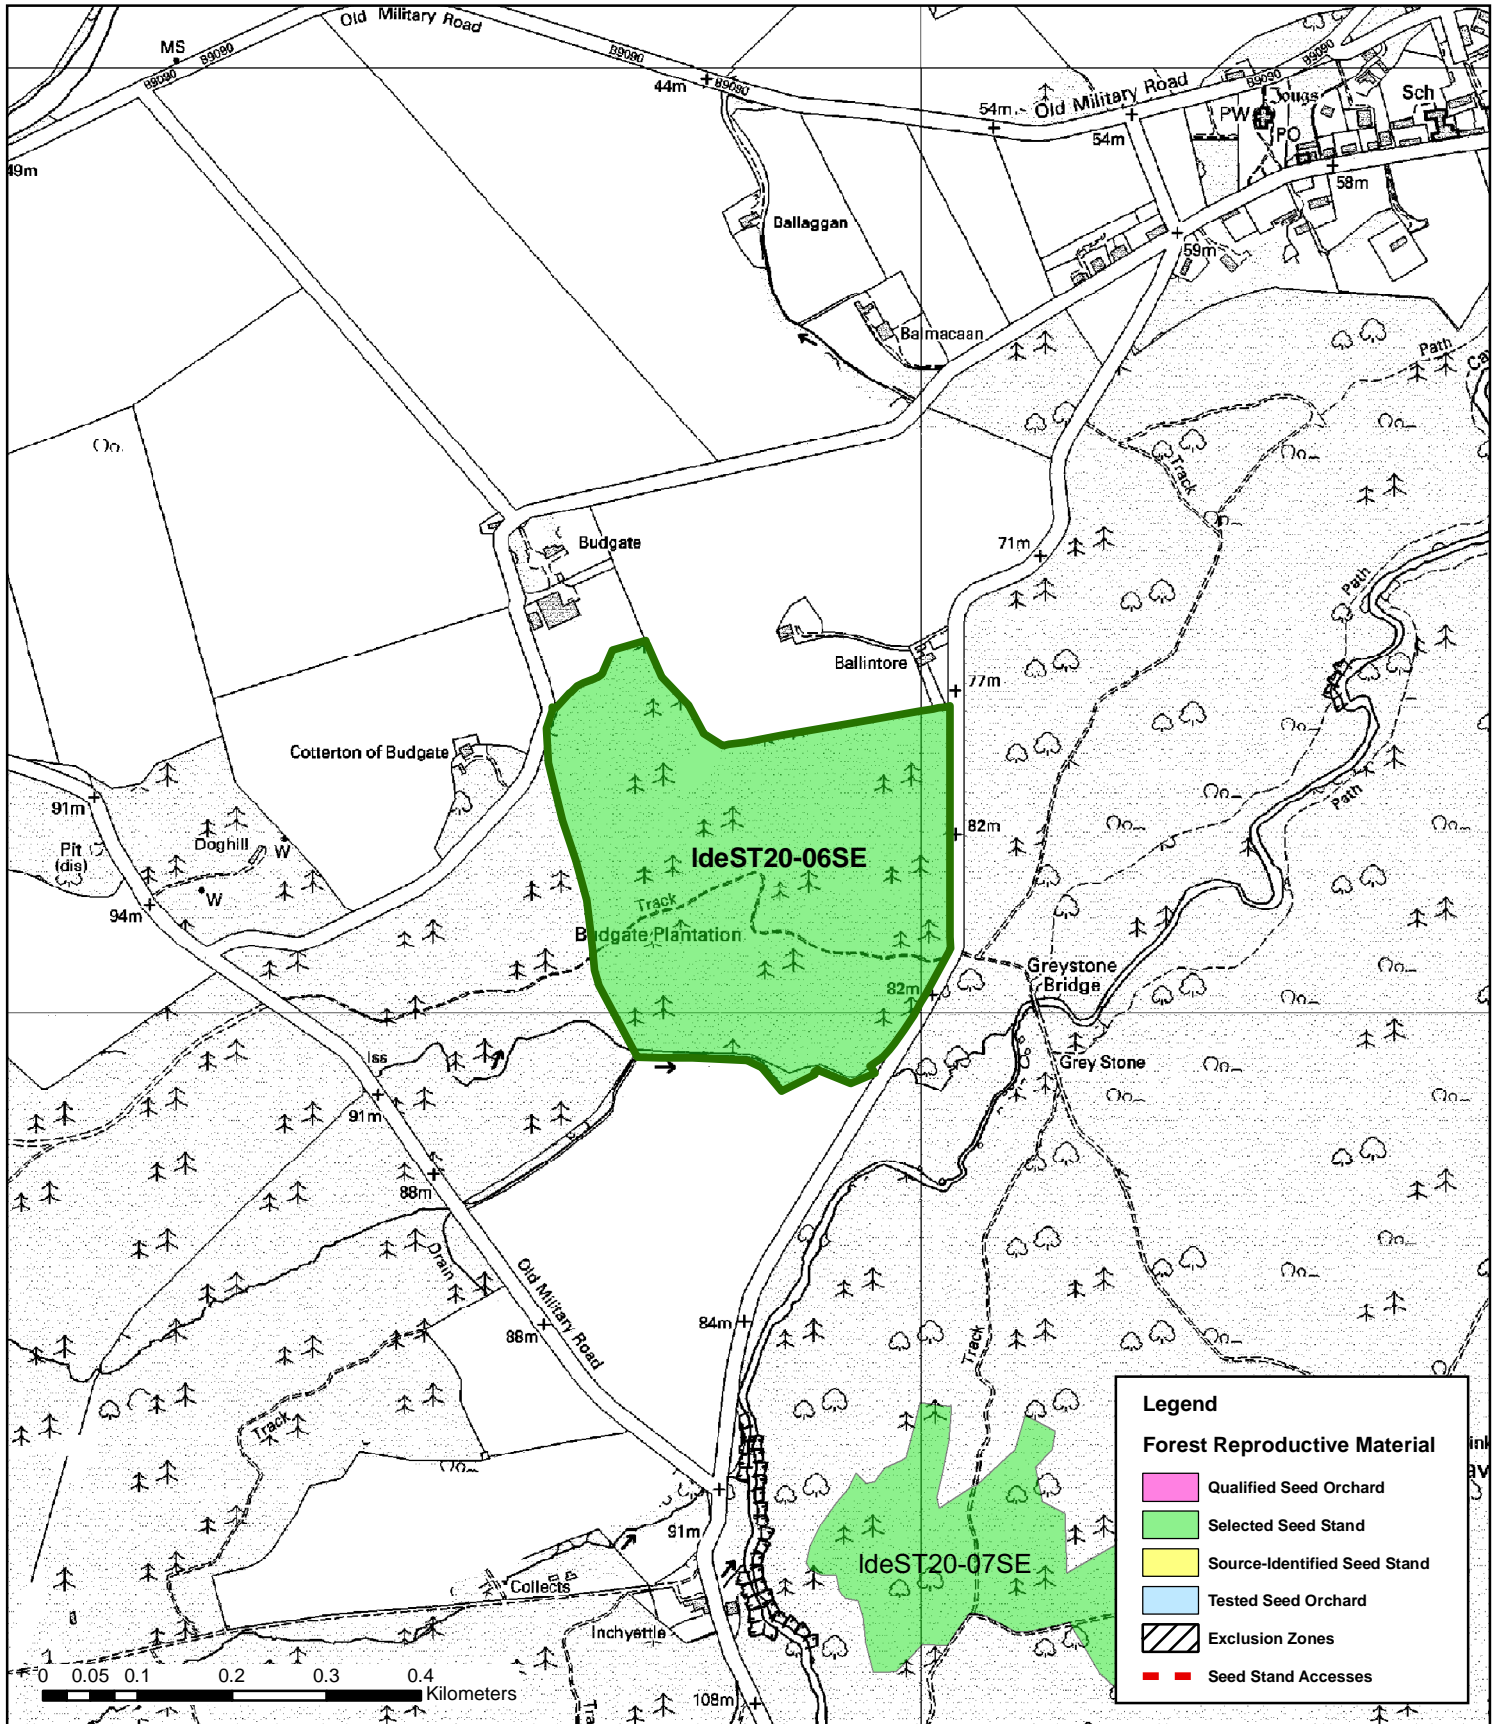 Old Military Road
MS
B9090
B9090
B9090
44m
B9090
54m
Old Military Road
B9090
B9090
Jougs
Sch
PW
PO
54m
49m
58m
59m
Ballaggan
Balmacaan
Path
Track
71m
Budgate
Path
Ballintore
77m
Cotterton of Budgate
91m
Path
82m
Pit
(dis)
Doghill
W
IdeST20-06SE
W
Track
94m
Budgate Plantation
Greystone
Bridge
82m
Iss
Grey Stone
91m
88m
Drain
Old Military Road
88m
84m
Track
Track
Legend
Forest Reproductive Material
Qualified Seed Orchard
Selected Seed Stand
Source-Identified Seed Stand
Tested Seed Orchard
Exclusion Zones
Seed Stand Accesses
91m
IdeST20-07SE
Collects
Inchyettle
0 0.05 0.1 0.2 0.3 0.4
Kilometers
108m